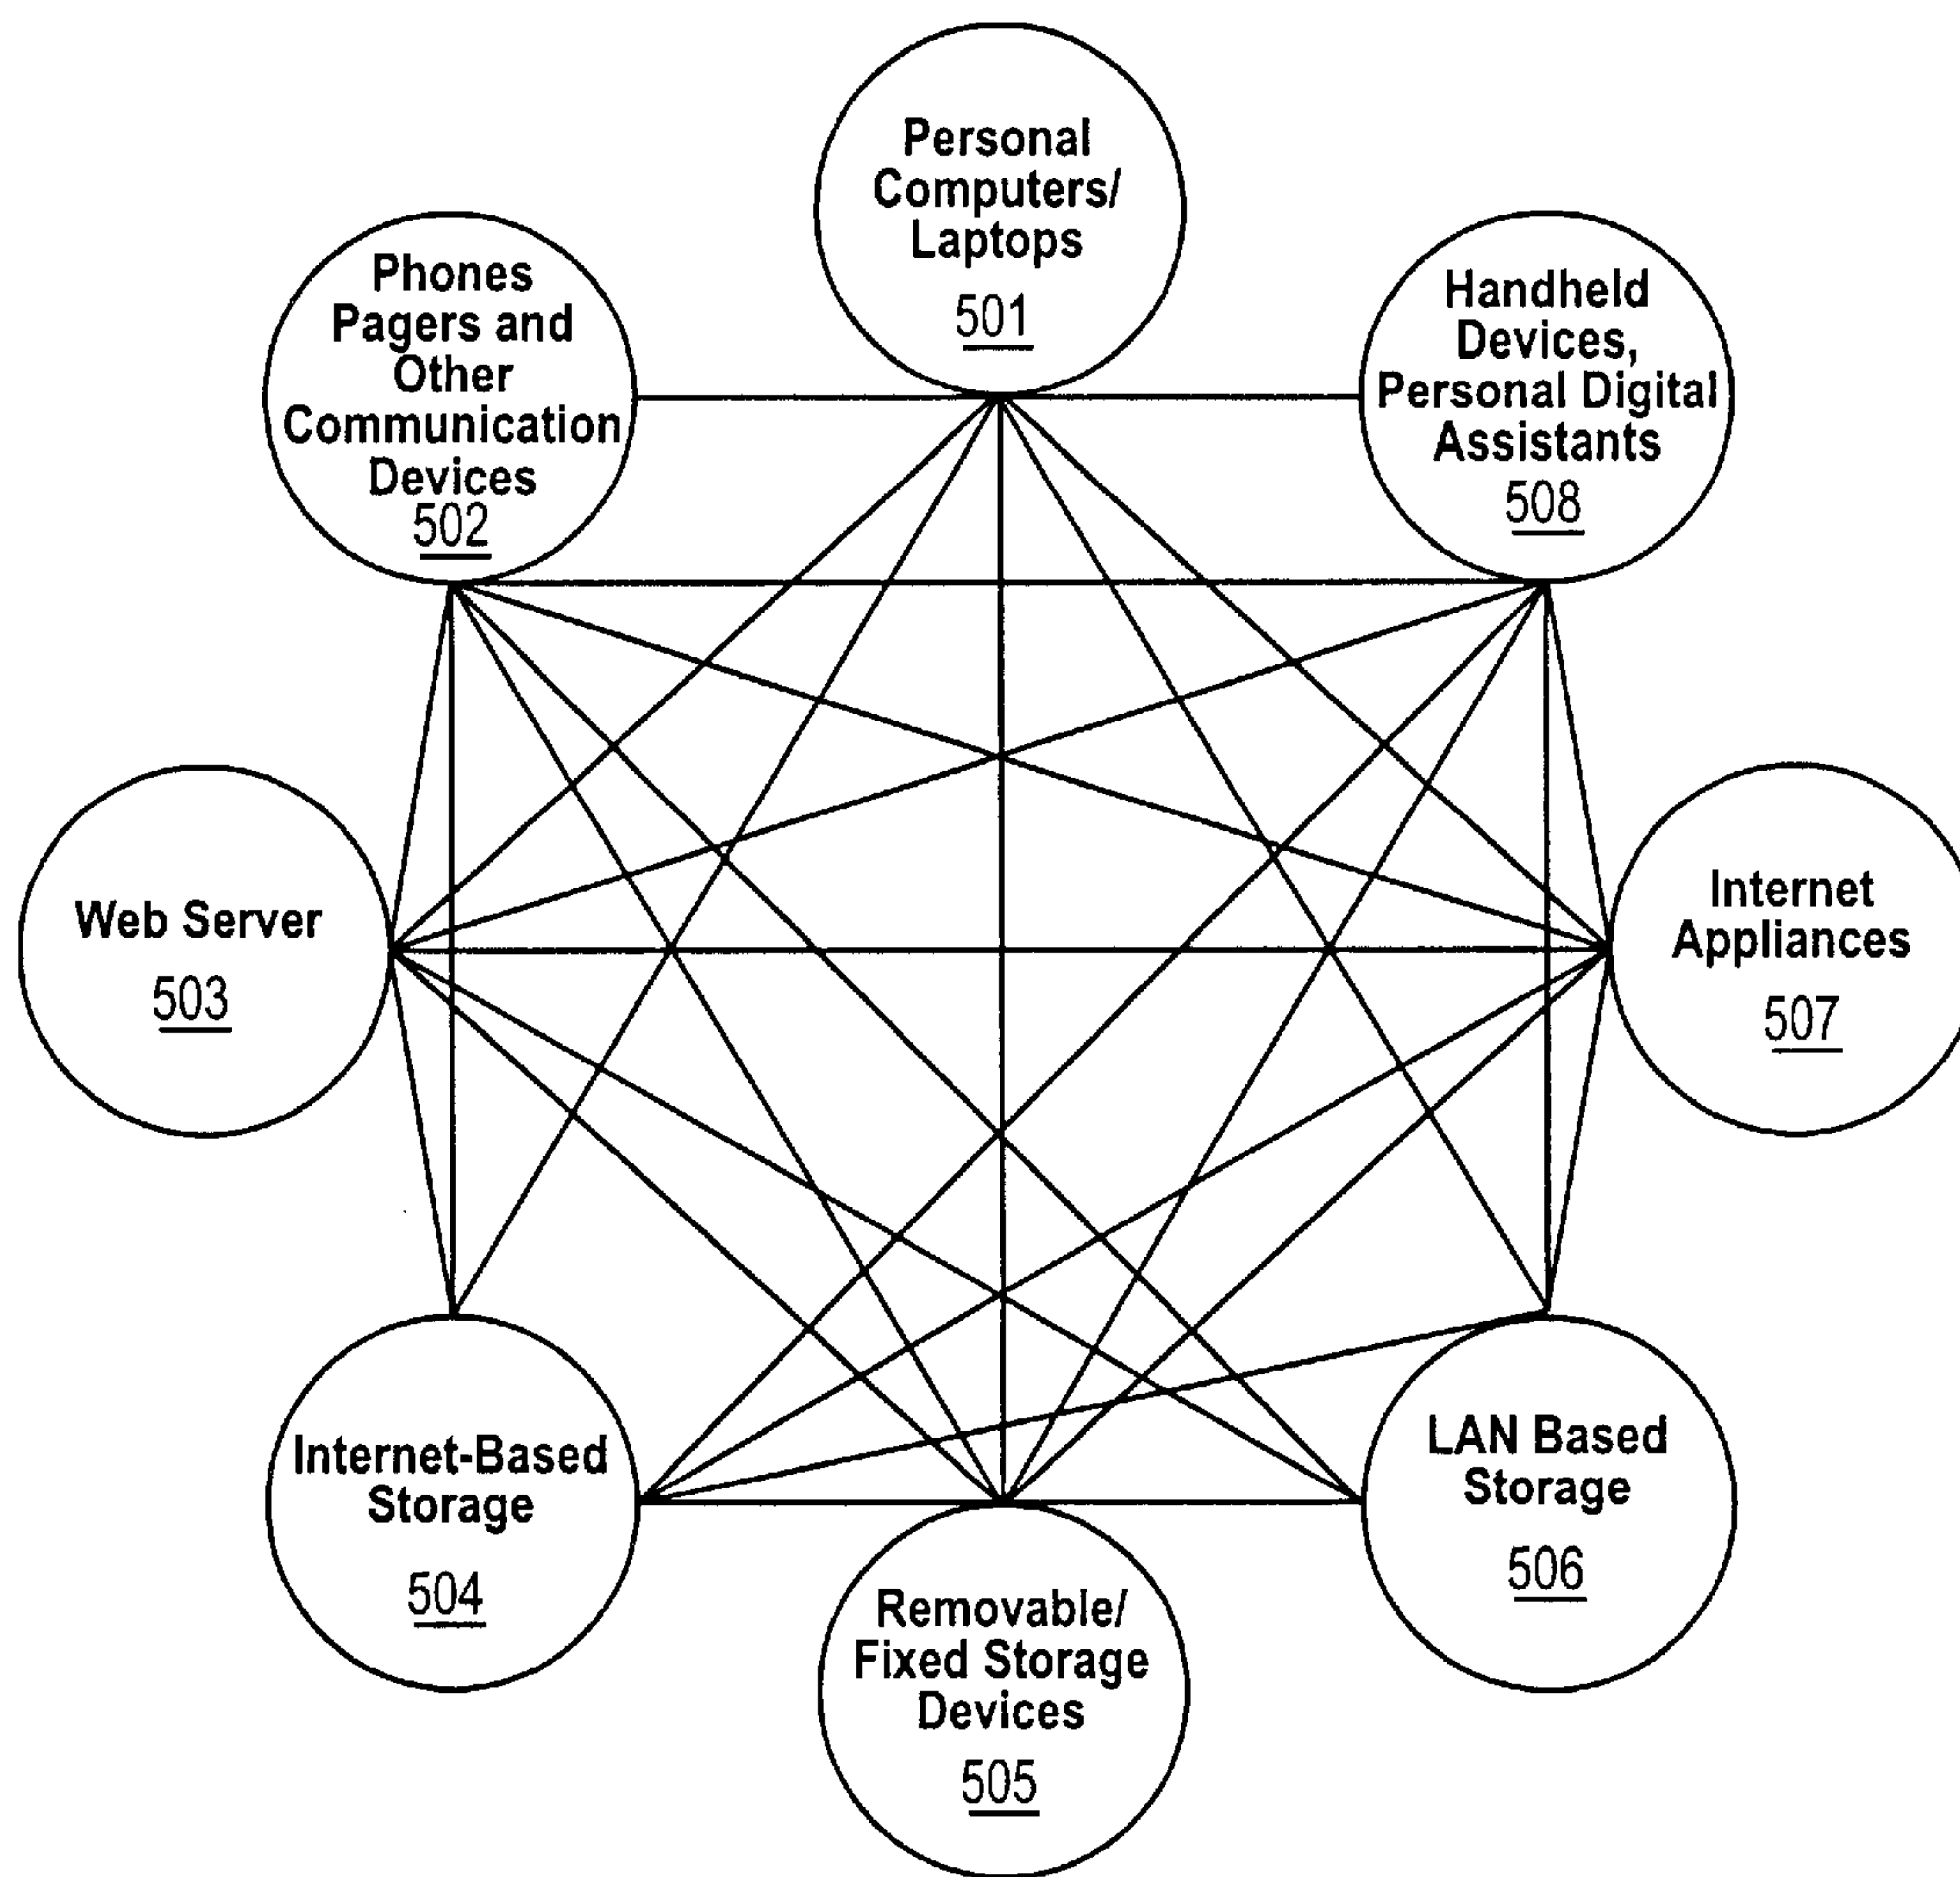 Personal
Computers/
Laptops
501
Phones
Pagers and
Other
Communication
Devices
502
Handheld
Devices,
Personal Digital
Assistants
508
Web Server
503
Internet
Appliances
507
Internet-Based
Storage
504
Removable/
Fixed Storage
Devices
505
LAN Based
Storage
506